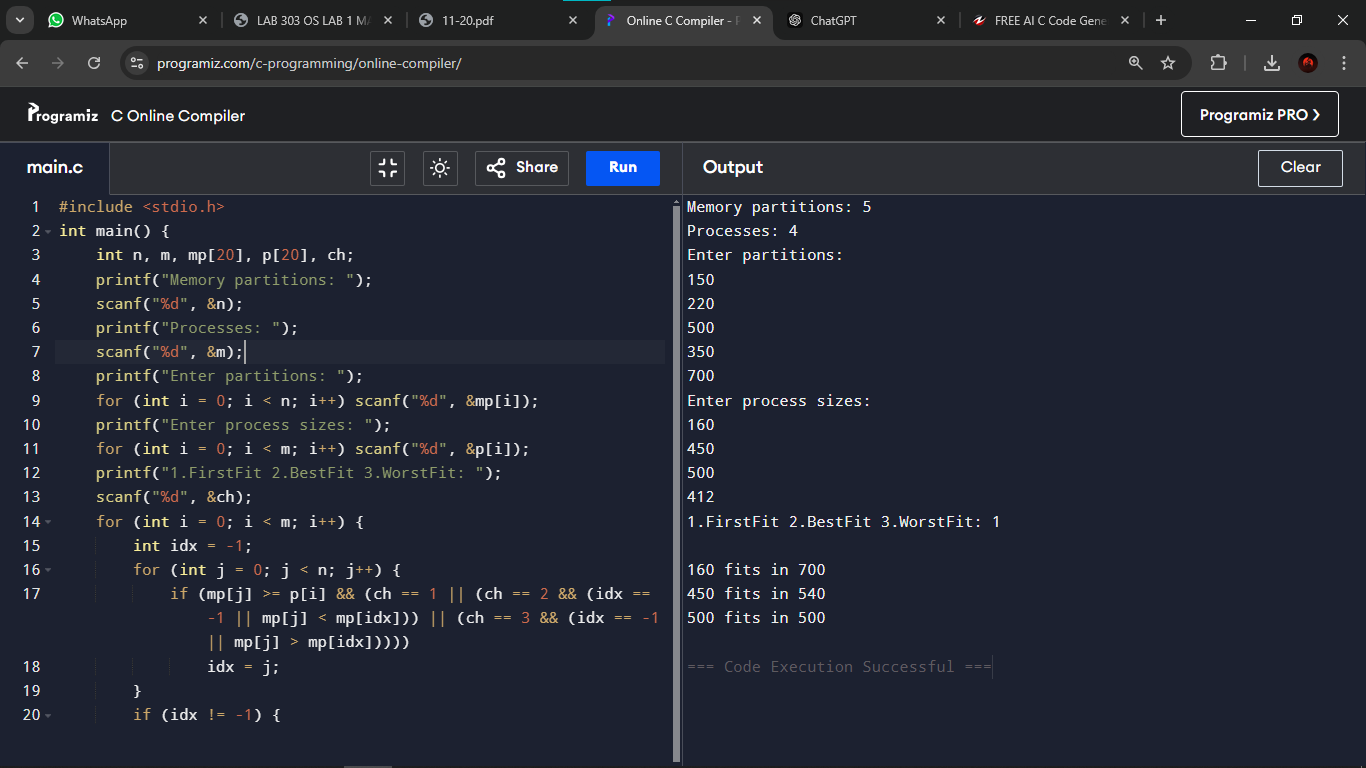 WhatsApp
LAB 303 OS LAB 1 MA
11-20.pdf
Online C Compiler - P
ChatGPT
FREE AI C Code Gene
programiz.com/c-programming/online-compiler/
Programiz C Online Compiler
Programiz PRO
main.c
Share
Run
Output
Clear
1 #include <stdio.h>
2 int main() {
3 int n, m, mp[20], p[20], ch;
4 printf("Memory partitions: ");
5 scanf("%d", &n);
6 printf("Processes: ");
7 scanf("%d", &m);
8 printf("Enter partitions: ");
9 for (int i = 0; i < n; i++) scanf("%d", &mp[i]);
10 printf("Enter process sizes: ");
11 for (int i = 0; i < m; i++) scanf("%d", &p[i]);
12 printf("1.FirstFit 2.BestFit 3.WorstFit: ");
13 scanf("%d", &ch);
14 for (int i = 0; i < m; i++) {
15 int idx = -1;
16 for (int j = 0; j < n; j++) {
17 if (mp[j] >= p[i] && (ch == 1 || (ch == 2 && (idx ==
-1 || mp[j] < mp[idx])) || (ch == 3 && (idx == -1
|| mp[j] > mp[idx]))))
18 idx = j;
19 }
20 if (idx != -1) {
Memory partitions: 5
Processes: 4
Enter partitions:
150
220
500
350
700
Enter process sizes:
160
450
500
412
1.FirstFit 2.BestFit 3.WorstFit: 1
160 fits in 700
450 fits in 540
500 fits in 500
=== Code Execution Successful ===